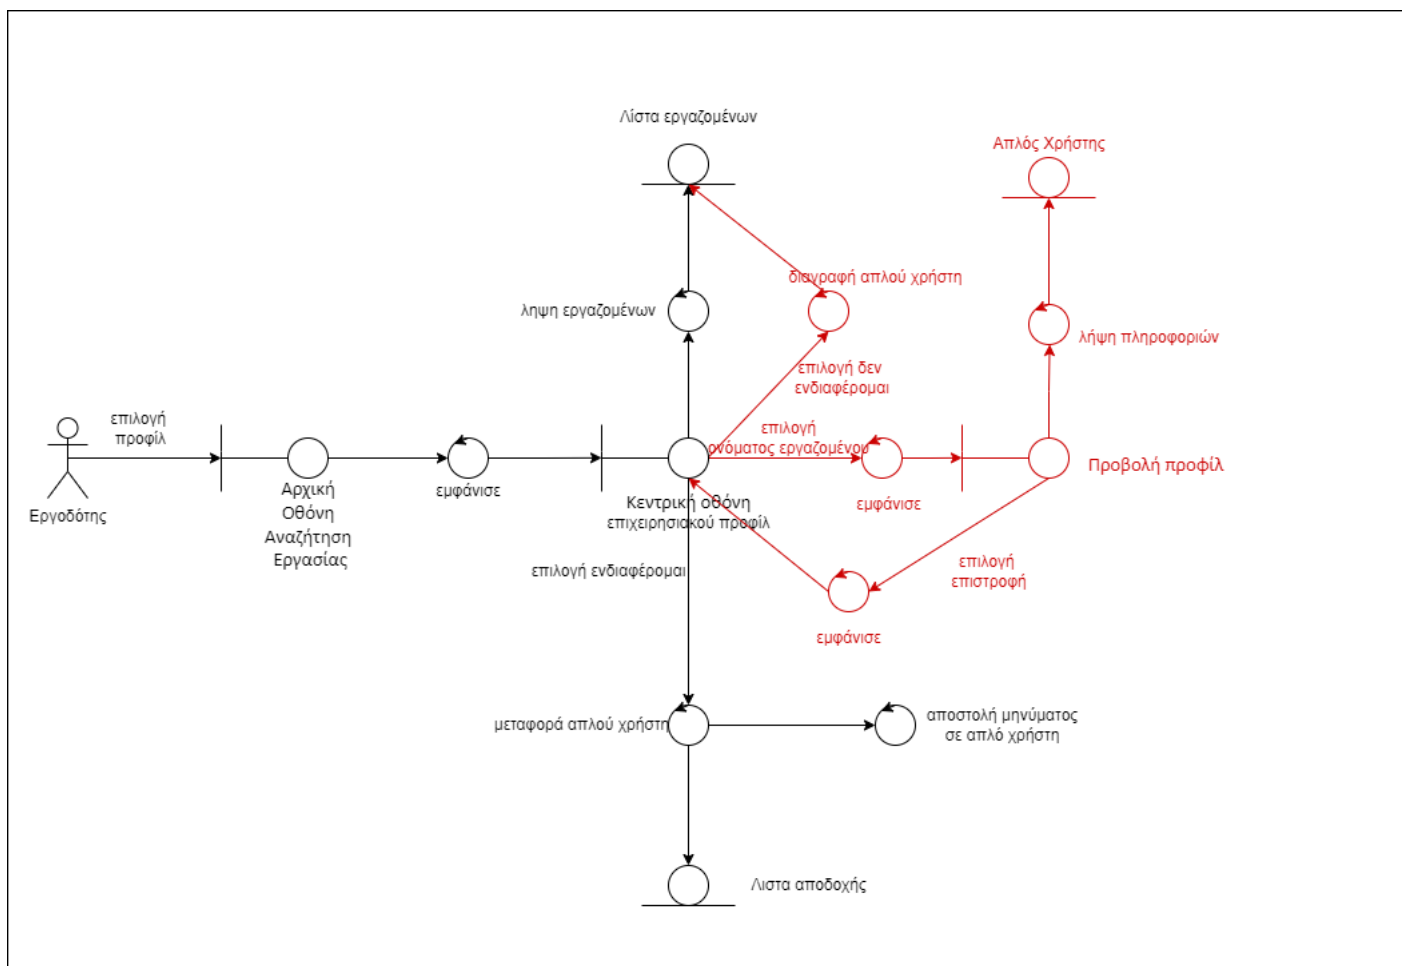 Λίστα εργαζομένων
Απλός Χρήστης
διαγραφή απλού χρήστη
ληψη εργαζομένων
λήψη πληροφοριών
επιλογή δεν
ενδιαφέρομαι
επιλογή
προφίλ
επιλογή
ονόματος εργαζομένου
Προβολή προφίλ
Εργοδότης
Αρχική
Οθόνη
Αναζήτηση
Εργασίας
εμφάνισε
Κεντρική οθόνη
επιχειρησιακού προφίλ
εμφάνισε
επιλογή ενδιαφέρομαι
επιλογή
επιστροφή
εμφάνισε
μεταφορά απλού χρήστη
αποστολή μηνύματος
σε απλό χρήστη
Λιστα αποδοχής